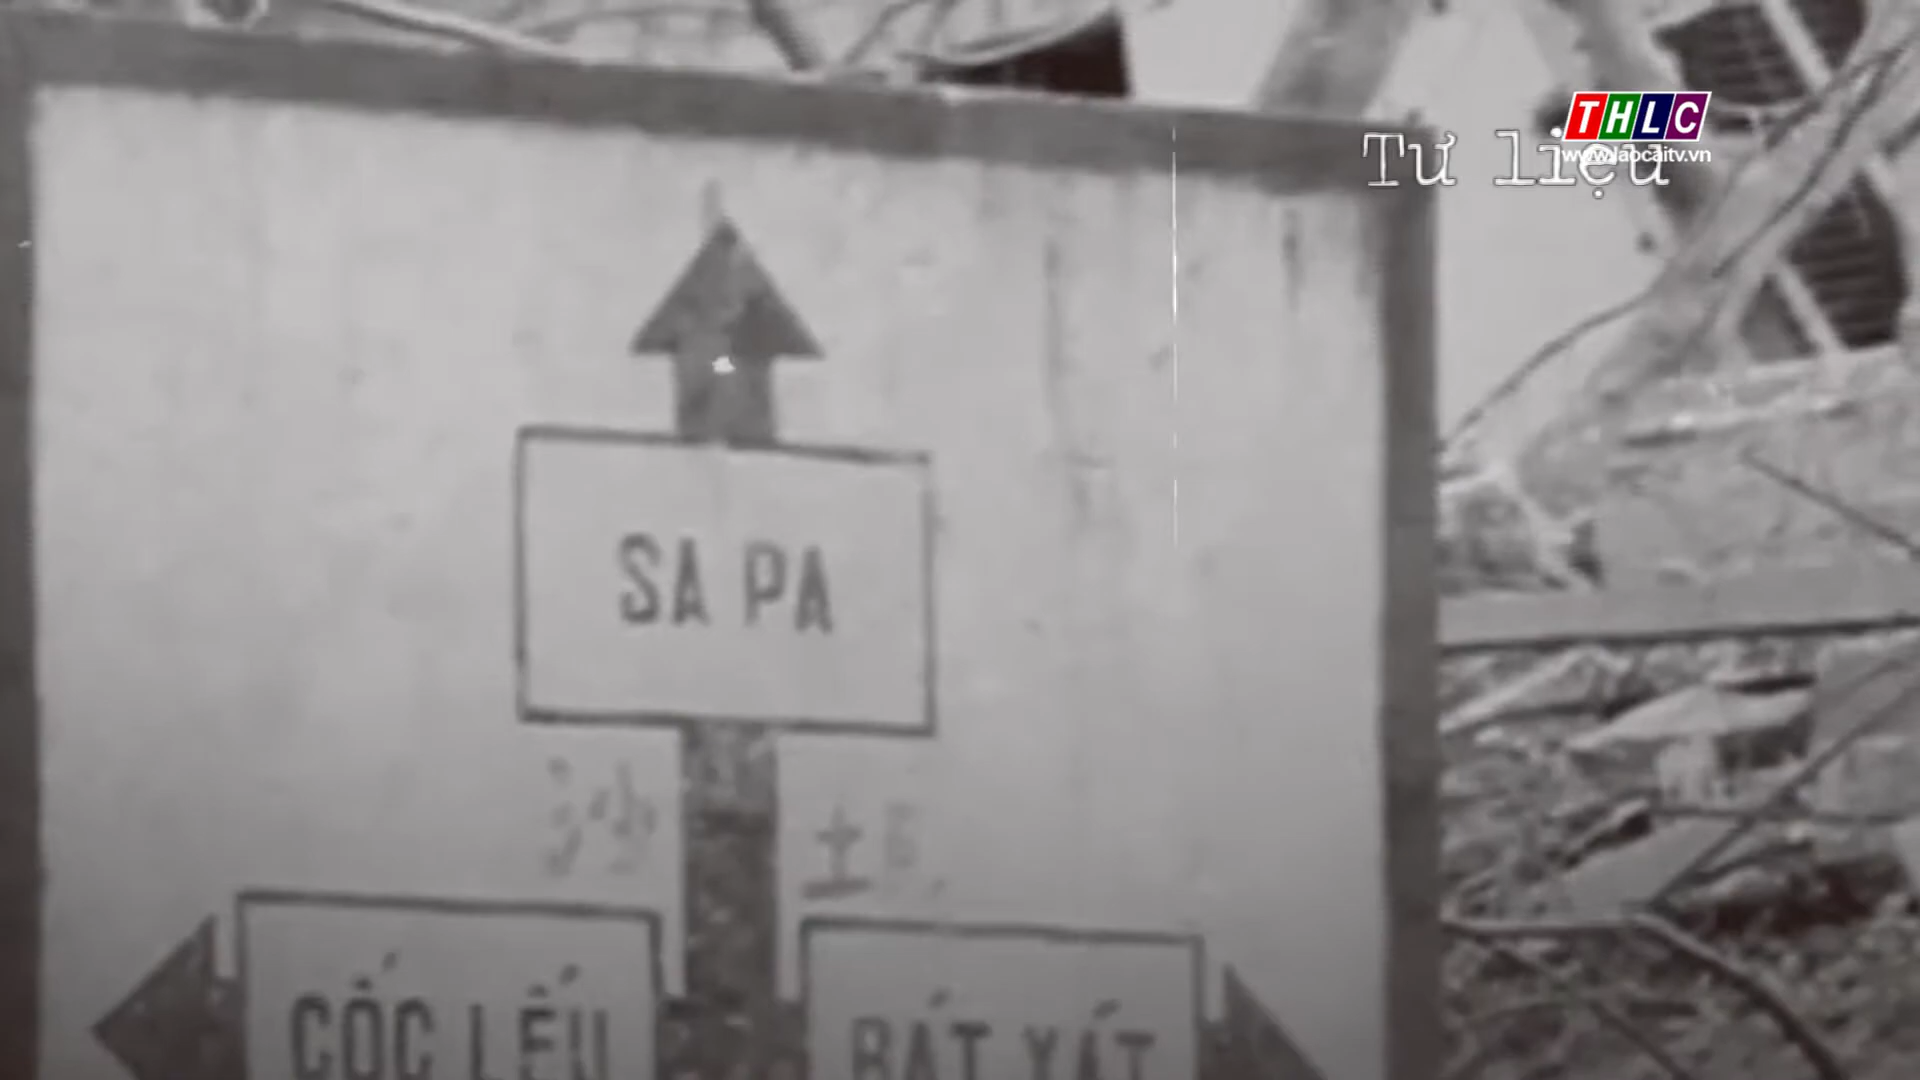 THLC
www.laocaitv.vn
Tư liệu
SA PA
CỐC LẾU
BÁT XÁT